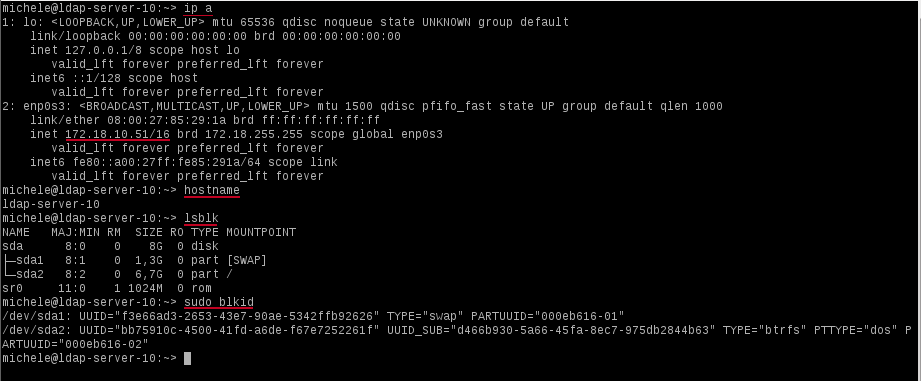 michele@ldap-server-10:~> ip a
1: lo: <LOOPBACK,UP,LOWER_UP> mtu 65536 qdisc noqueue state UNKNOWN group default
    link/loopback 00:00:00:00:00:00 brd 00:00:00:00:00:00
    inet 127.0.0.1/8 scope host lo
       valid_lft forever preferred_lft forever
    inet6 ::1/128 scope host
       valid_lft forever preferred_lft forever
2: enp0s3: <BROADCAST,MULTICAST,UP,LOWER_UP> mtu 1500 qdisc pfifo_fast state UP group default qlen 1000
    link/ether 08:00:27:85:29:1a brd ff:ff:ff:ff:ff:ff
    inet 172.18.10.51/16 brd 172.18.255.255 scope global enp0s3
       valid_lft forever preferred_lft forever
    inet6 fe80::a00:27ff:fe85:291a/64 scope link
       valid_lft forever preferred_lft forever
michele@ldap-server-10:~> hostname
ldap-server-10
michele@ldap-server-10:~> lsblk
NAME   MAJ:MIN RM  SIZE RO TYPE MOUNTPOINT
sda      8:0    0    8G  0 disk
├─sda1   8:1    0  1,3G  0 part [SWAP]
└─sda2   8:2    0  6,7G  0 part /
sr0     11:0    1 1024M  0 rom
michele@ldap-server-10:~> sudo blkid
/dev/sda1: UUID="f3e66ad3-2653-43e7-90ae-5342ffb92626" TYPE="swap" PARTUUID="000eb616-01"
/dev/sda2: UUID="bb75910c-4500-41fd-a6de-f67e7252261f" UUID_SUB="d466b930-5a66-45fa-8ec7-975db2844b63" TYPE="btrfs" PTTYPE="dos" P
ARTUUID="000eb616-02"
michele@ldap-server-10:~>